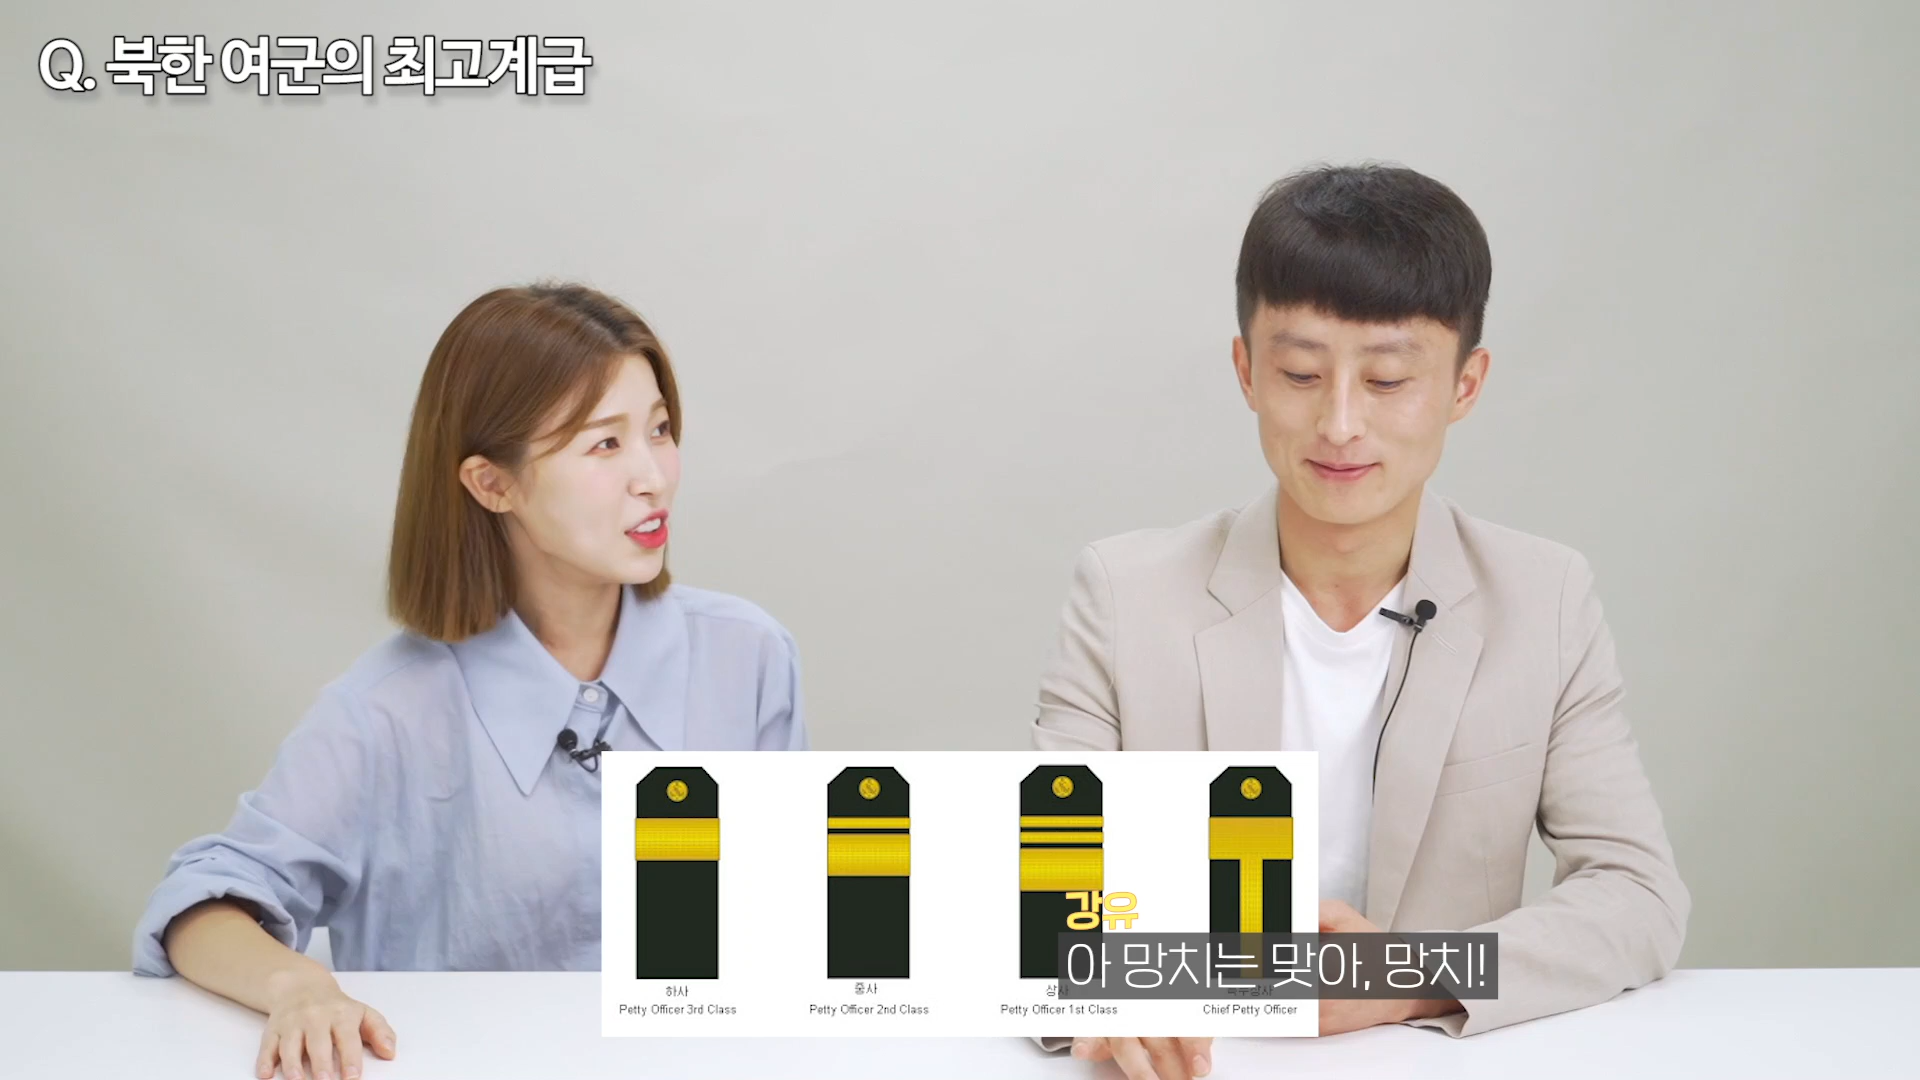 Q. 북한 여군의 최고계급
강유
아 망치는 맞아, 망치!
하사
중사
상사
Petty Officer 3rd Class
Petty Officer 2nd Class
Petty Officer 1st Class
Chief Petty Officer